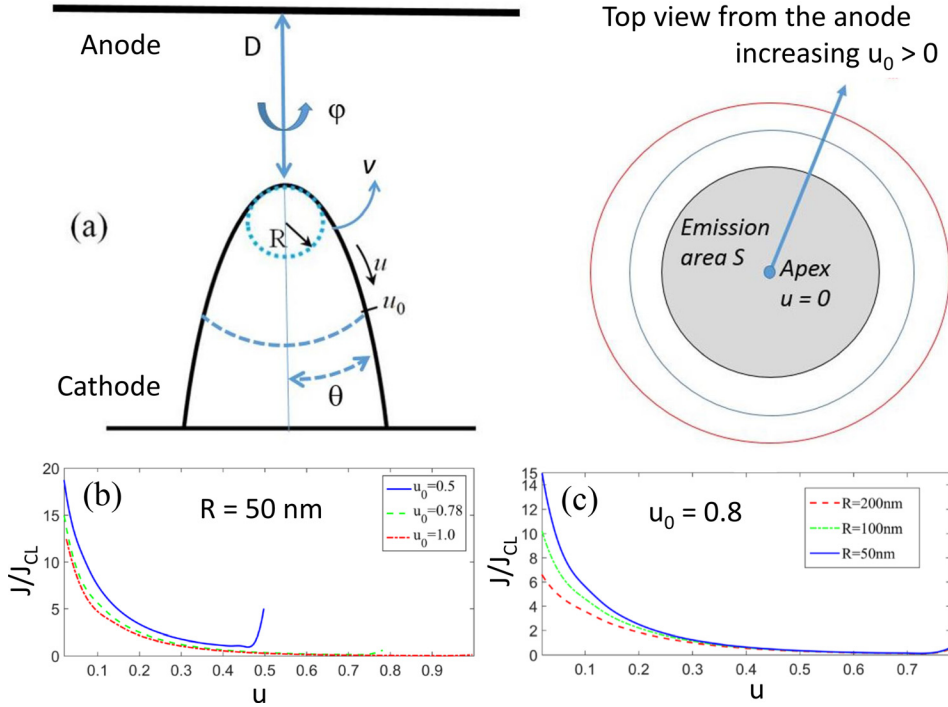 Anode
D
φ
(a)
v
R
u
u0
Cathode
θ
Top view from the anode
increasing u0 > 0
Emission
area S
Apex
u = 0
(b)
R = 50 nm
u0=0.5
u0=0.78
u0=1.0
J/JCL
20
15
10
5
0
0.1 0.2 0.3 0.4 0.5 0.6 0.7 0.8 0.9
u
(c)
u0 = 0.8
R=200nm
R=100nm
R=50nm
J/JCL
15
14
12
10
8
6
4
2
0
0.1 0.2 0.3 0.4 0.5 0.6 0.7
u